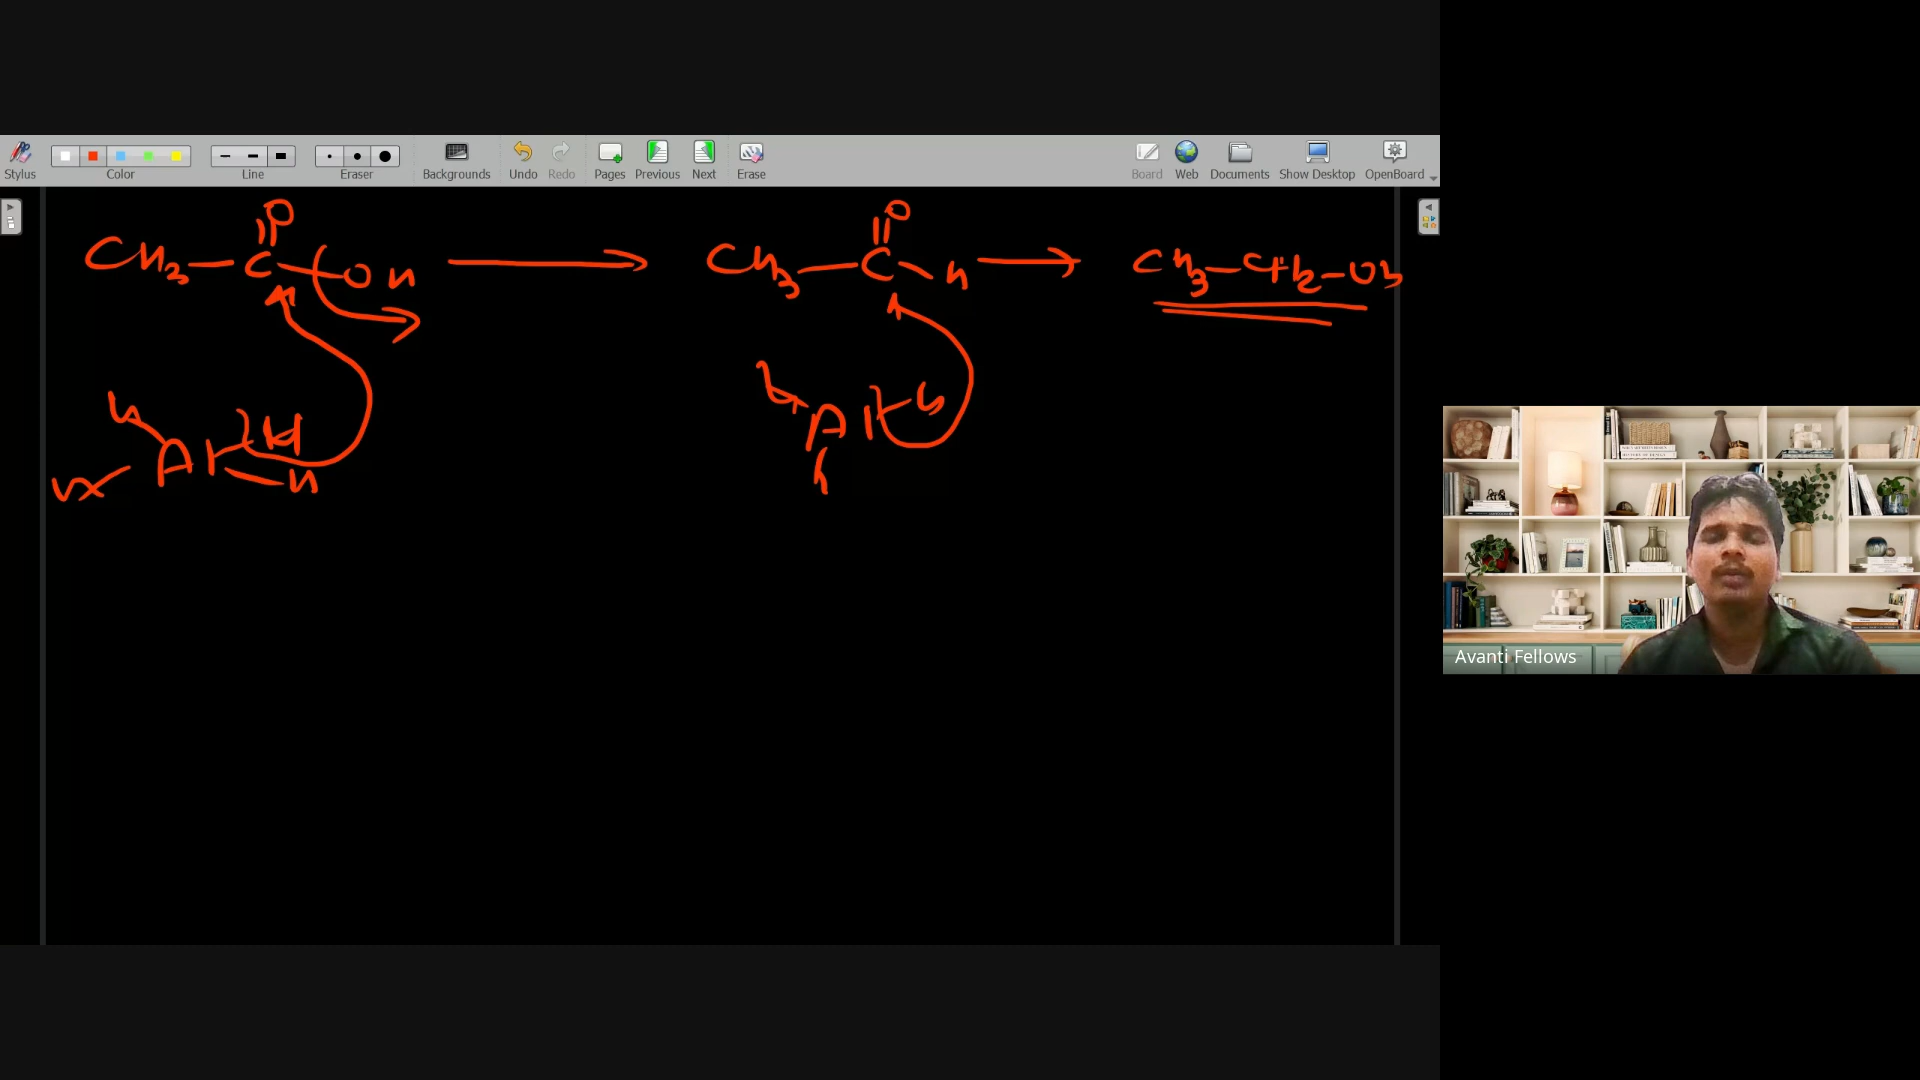 Stylus Color Line Eraser Backgrounds Undo Redo Pages Previous Next Erase Board Web Documents Show Desktop OpenBoard
O O
CH3—C—OH → CH3—C—H → CH3—CH2—OH
H
Al H H
Al H
H
H
Avanti Fellows